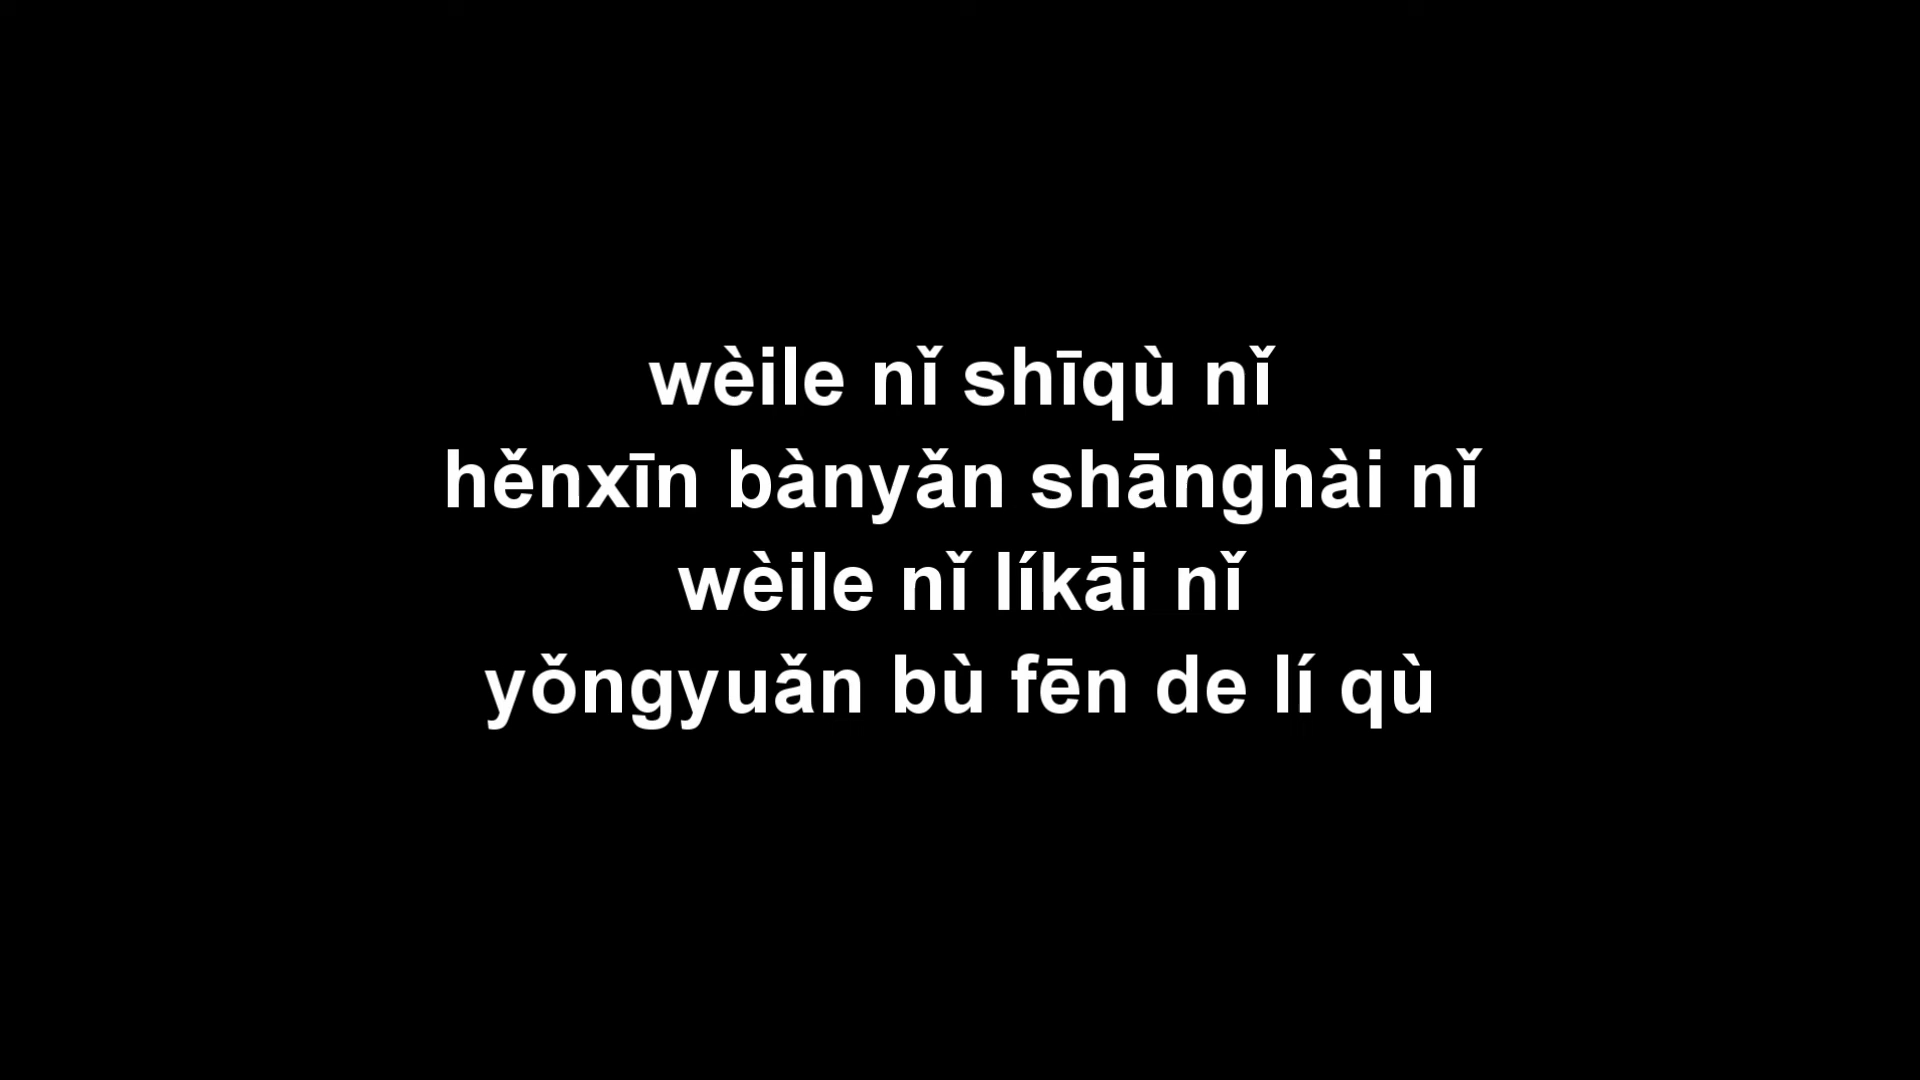 wèile nǐ shīqù nǐ
hěnxīn bànyǎn shānghài nǐ
wèile nǐ líkāi nǐ
yǒngyuǎn bù fēn de lí qù